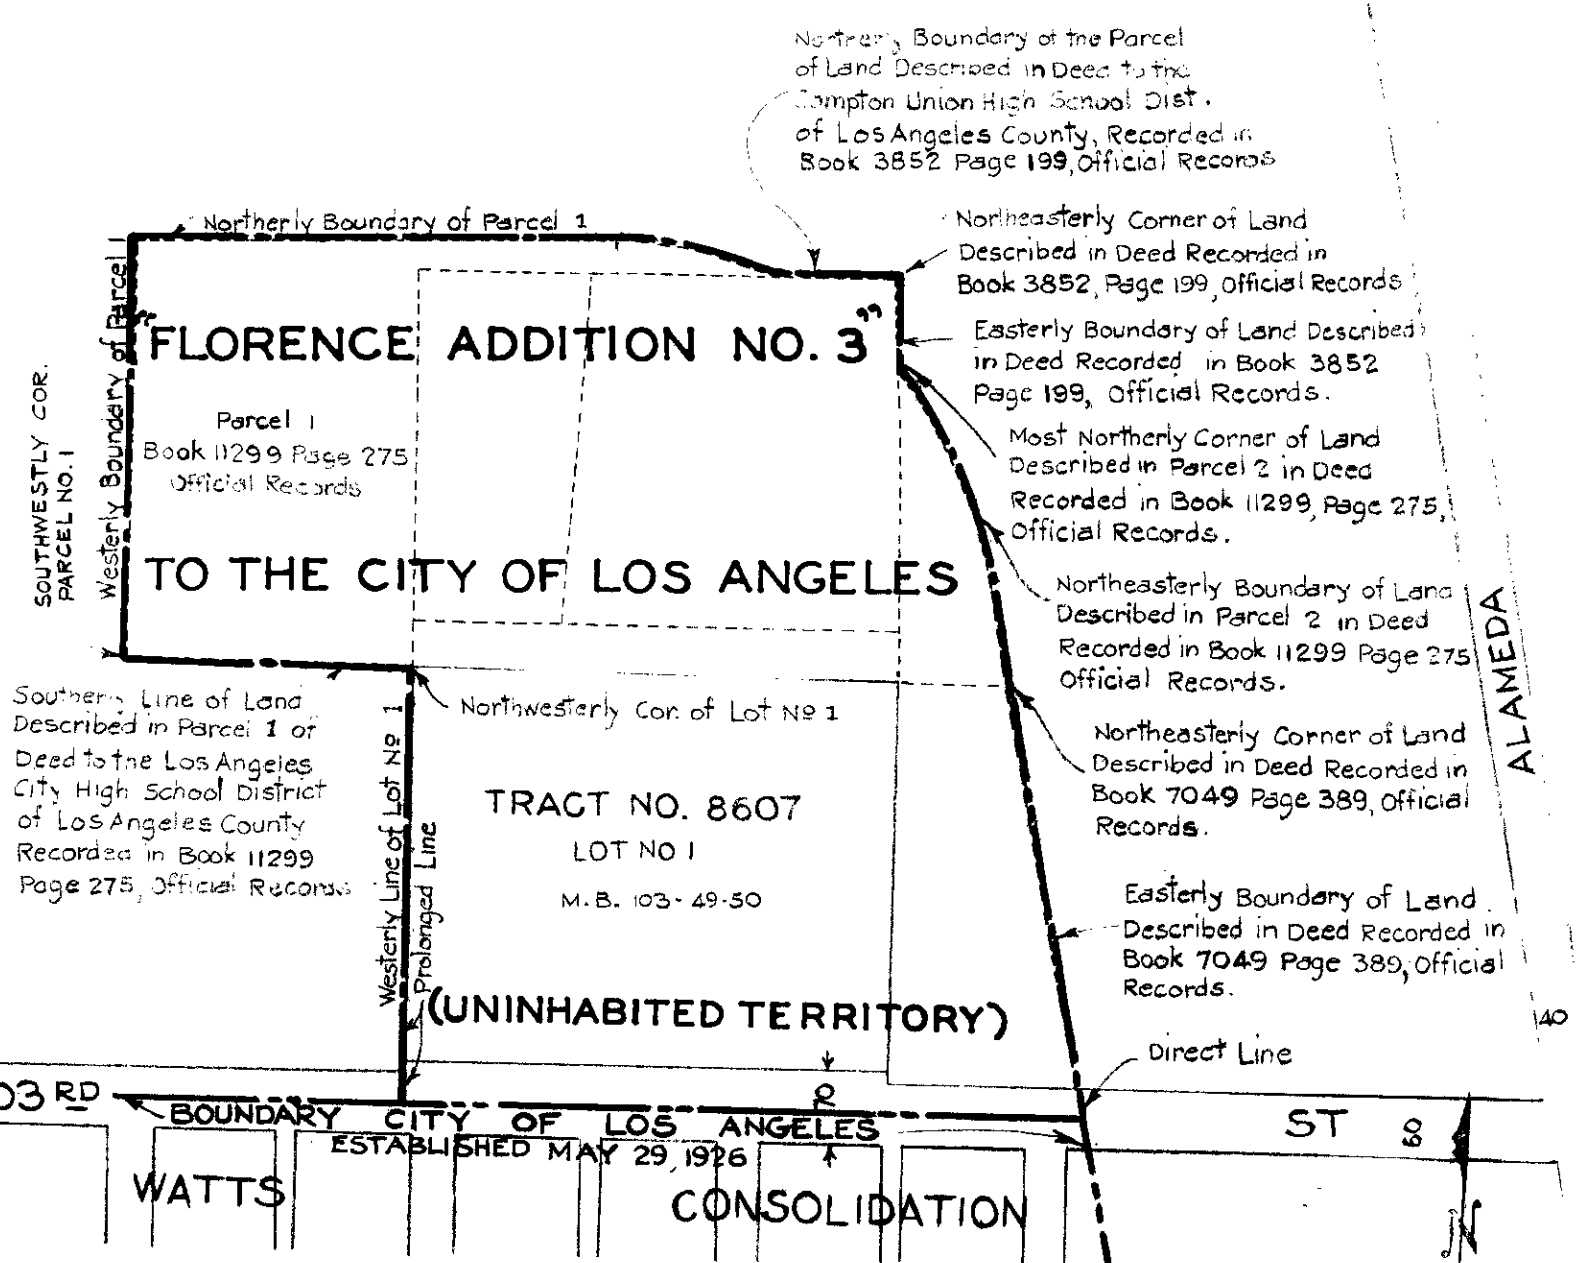 Northerly Boundary of the Parcel
of Land Described in Deed to the
Compton Union High School Dist.
of Los Angeles County, Recorded in
Book 3852 Page 199, Official Records
Northerly Boundary of Parcel 1
Northeasterly Corner of Land
Described in Deed Recorded in
Book 3852, Page 199, Official Records
Westerly Boundary of Parcel 1
"FLORENCE ADDITION NO. 3"
Easterly Boundary of Land Described
in Deed Recorded in Book 3852
Page 199, Official Records.
SOUTHWESTLY COR.
PARCEL NO. 1
Parcel 1
Book 11299 Page 275
Official Records
Most Northerly Corner of Land
Described in Parcel 2 in Deed
Recorded in Book 11299, Page 275,
Official Records.
TO THE CITY OF LOS ANGELES
Northeasterly Boundary of Land
Described in Parcel 2 in Deed
Recorded in Book 11299 Page 275
Official Records.
ALAMEDA
Southern Line of Land
Described in Parcel 1 of
Deed to the Los Angeles
City High School District
of Los Angeles County
Recorded in Book 11299
Page 275, Official Records
Northwesterly Cor. of Lot Nº 1
Westerly Line of Lot Nº 1
Prolonged Line
Northeasterly Corner of Land
Described in Deed Recorded in
Book 7049 Page 389, Official
Records.
TRACT NO. 8607
LOT NO 1
M. B. 103-49-50
Easterly Boundary of Land
Described in Deed Recorded in
Book 7049 Page 389, Official
Records.
(UNINHABITED TERRITORY)
40
Direct Line
03RD
70
ST
60
BOUNDARY CITY OF LOS ANGELES
ESTABLISHED MAY 29, 1926
WATTS
CONSOLIDATION
N